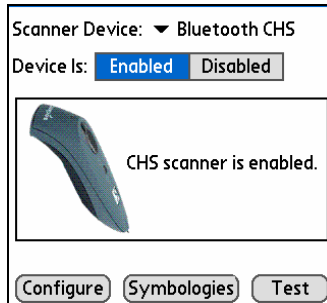 Scanner Device: Bluetooth CHS
Device Is: Enabled Disabled
CHS scanner is enabled.
Configure Symbologies Test